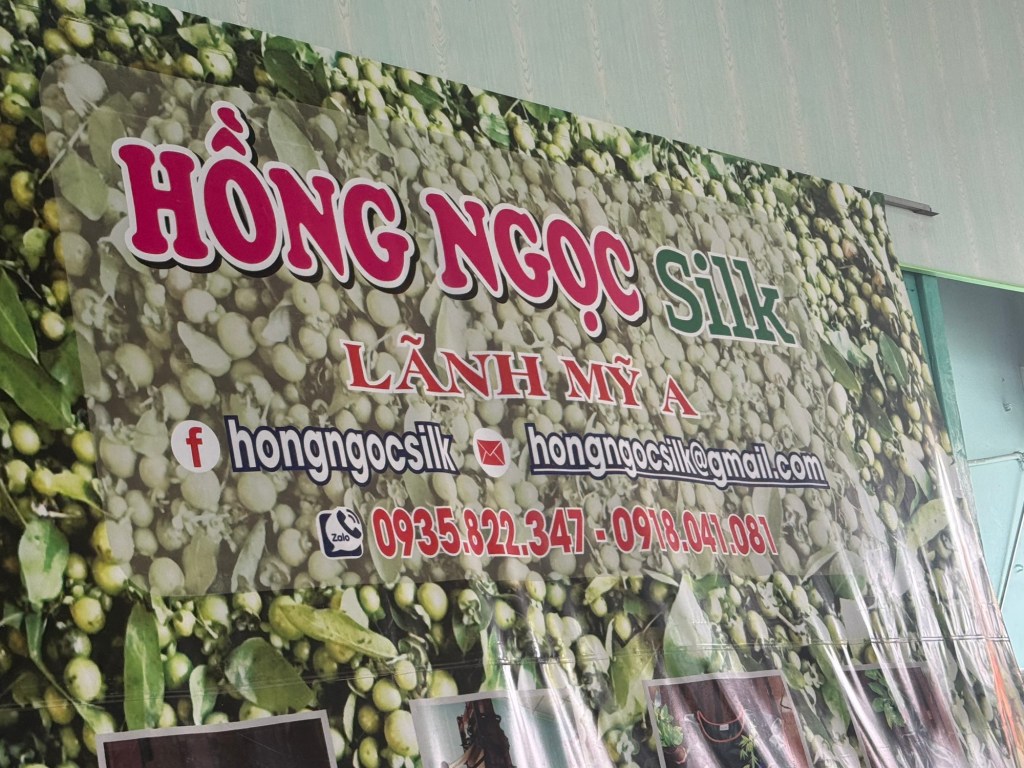 HỒNG NGỌC Silk
LÃNH MỸ A
f hongngocsilk hongngocsilk@gmail.com
Zalo 0935.822.347 - 0918.041.081